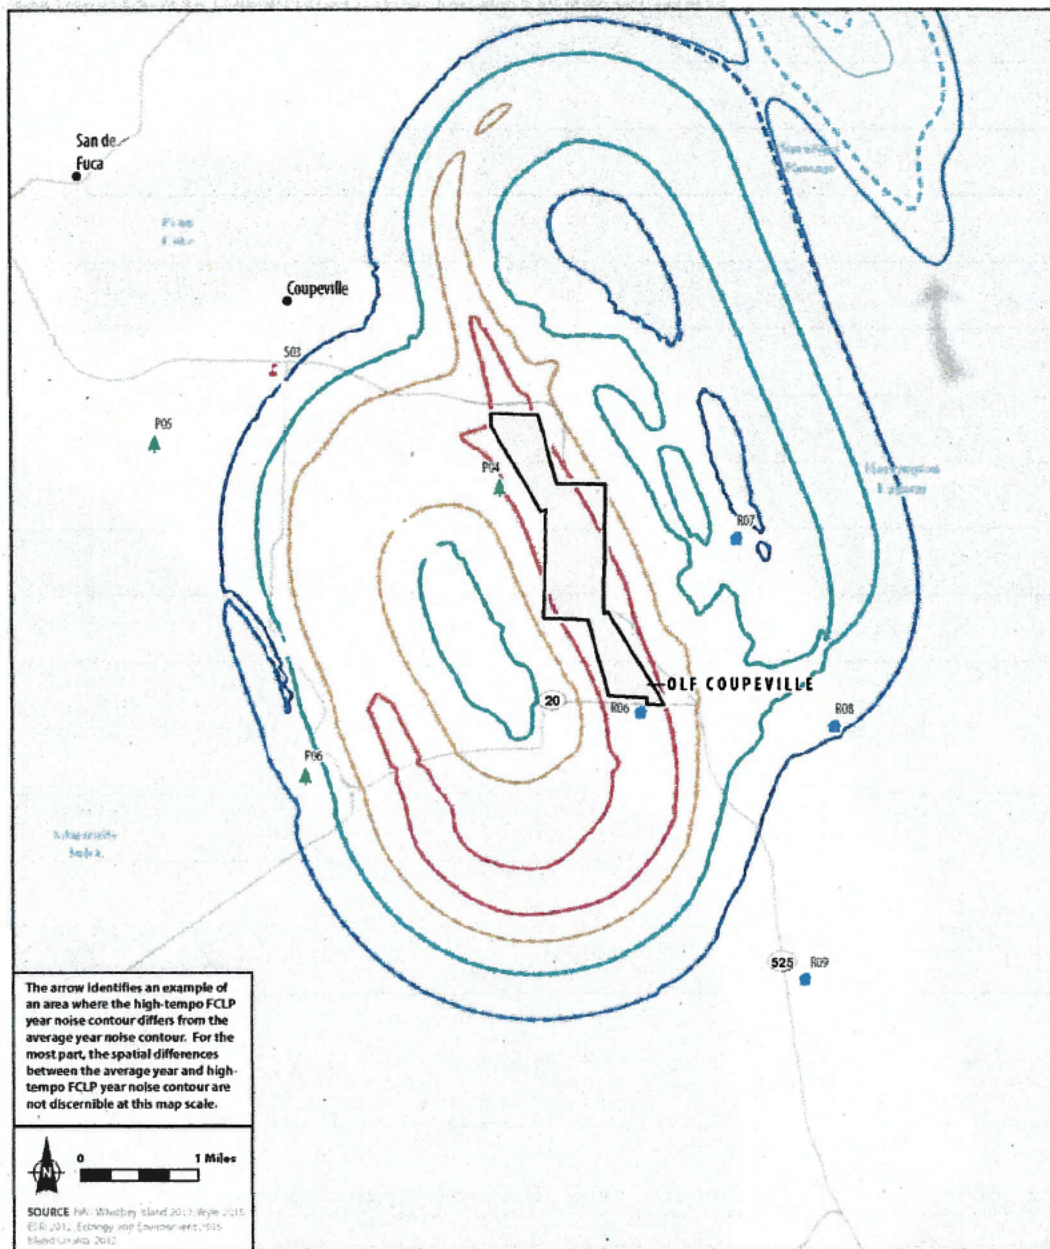 San de
Fuca
Coupeville
S03
P05
P04
R07
Lagoon
OLF COUPEVILLE
20
R06
R08
P06
525
R09
The arrow identifies an example of
an area where the high-tempo FCLP
year noise contour differs from the
average year noise contour. For the
most part, the spatial differences
between the average year and high-
tempo FCLP year noise contour are
not discernible at this map scale.
N
0
1 Miles
SOURCE